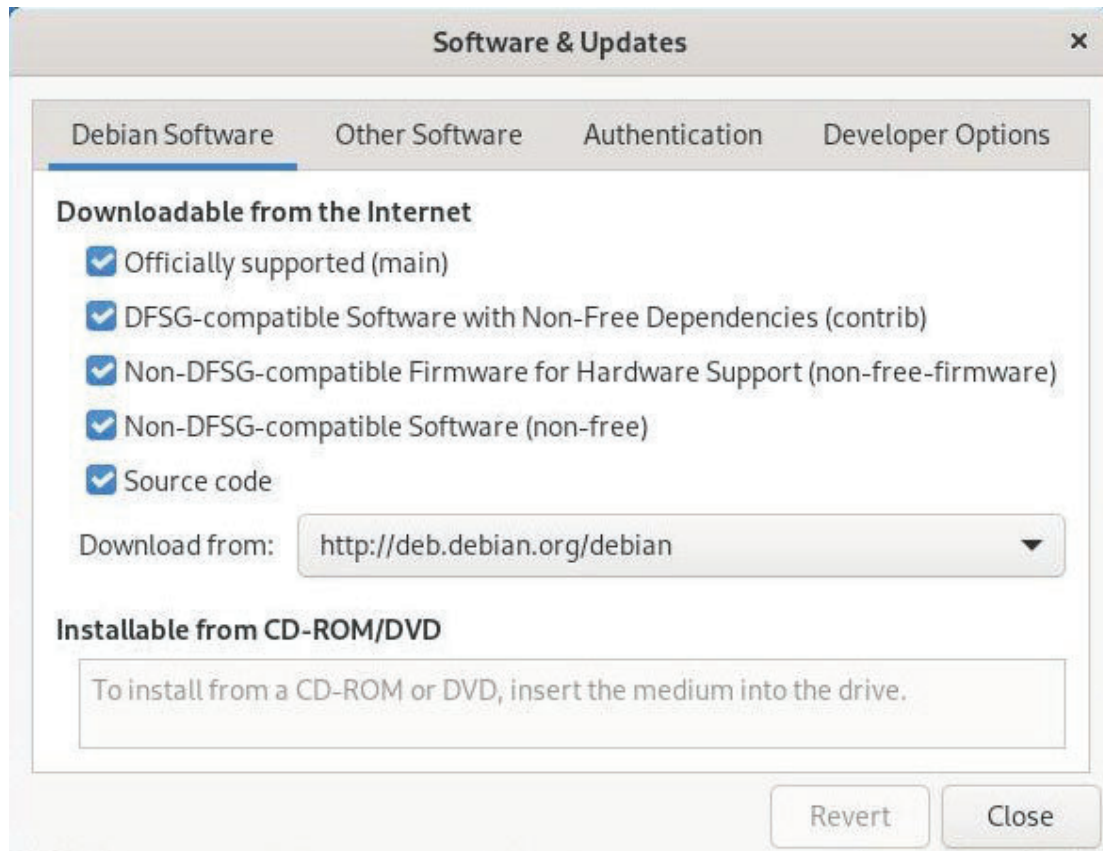 Software & Updates
Debian Software Other Software Authentication Developer Options
Downloadable from the Internet
Officially supported (main)
DFSG-compatible Software with Non-Free Dependencies (contrib)
Non-DFSG-compatible Firmware for Hardware Support (non-free-firmware)
Non-DFSG-compatible Software (non-free)
Source code
Download from: http://deb.debian.org/debian
Installable from CD-ROM/DVD
To install from a CD-ROM or DVD, insert the medium into the drive.
Revert Close